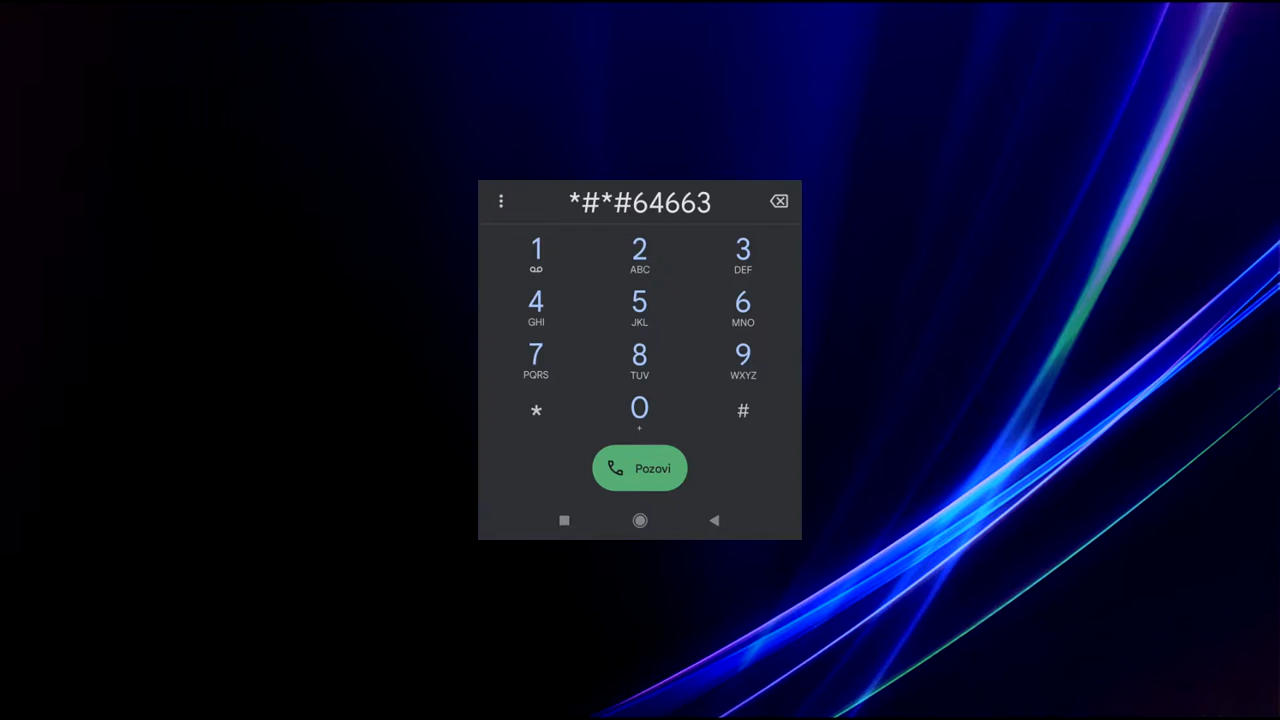 *#*#64663
1 2 3
ABC DEF
4 5 6
GHI JKL MNO
7 8 9
PQRS TUV WXYZ
* 0 #
+
Pozovi